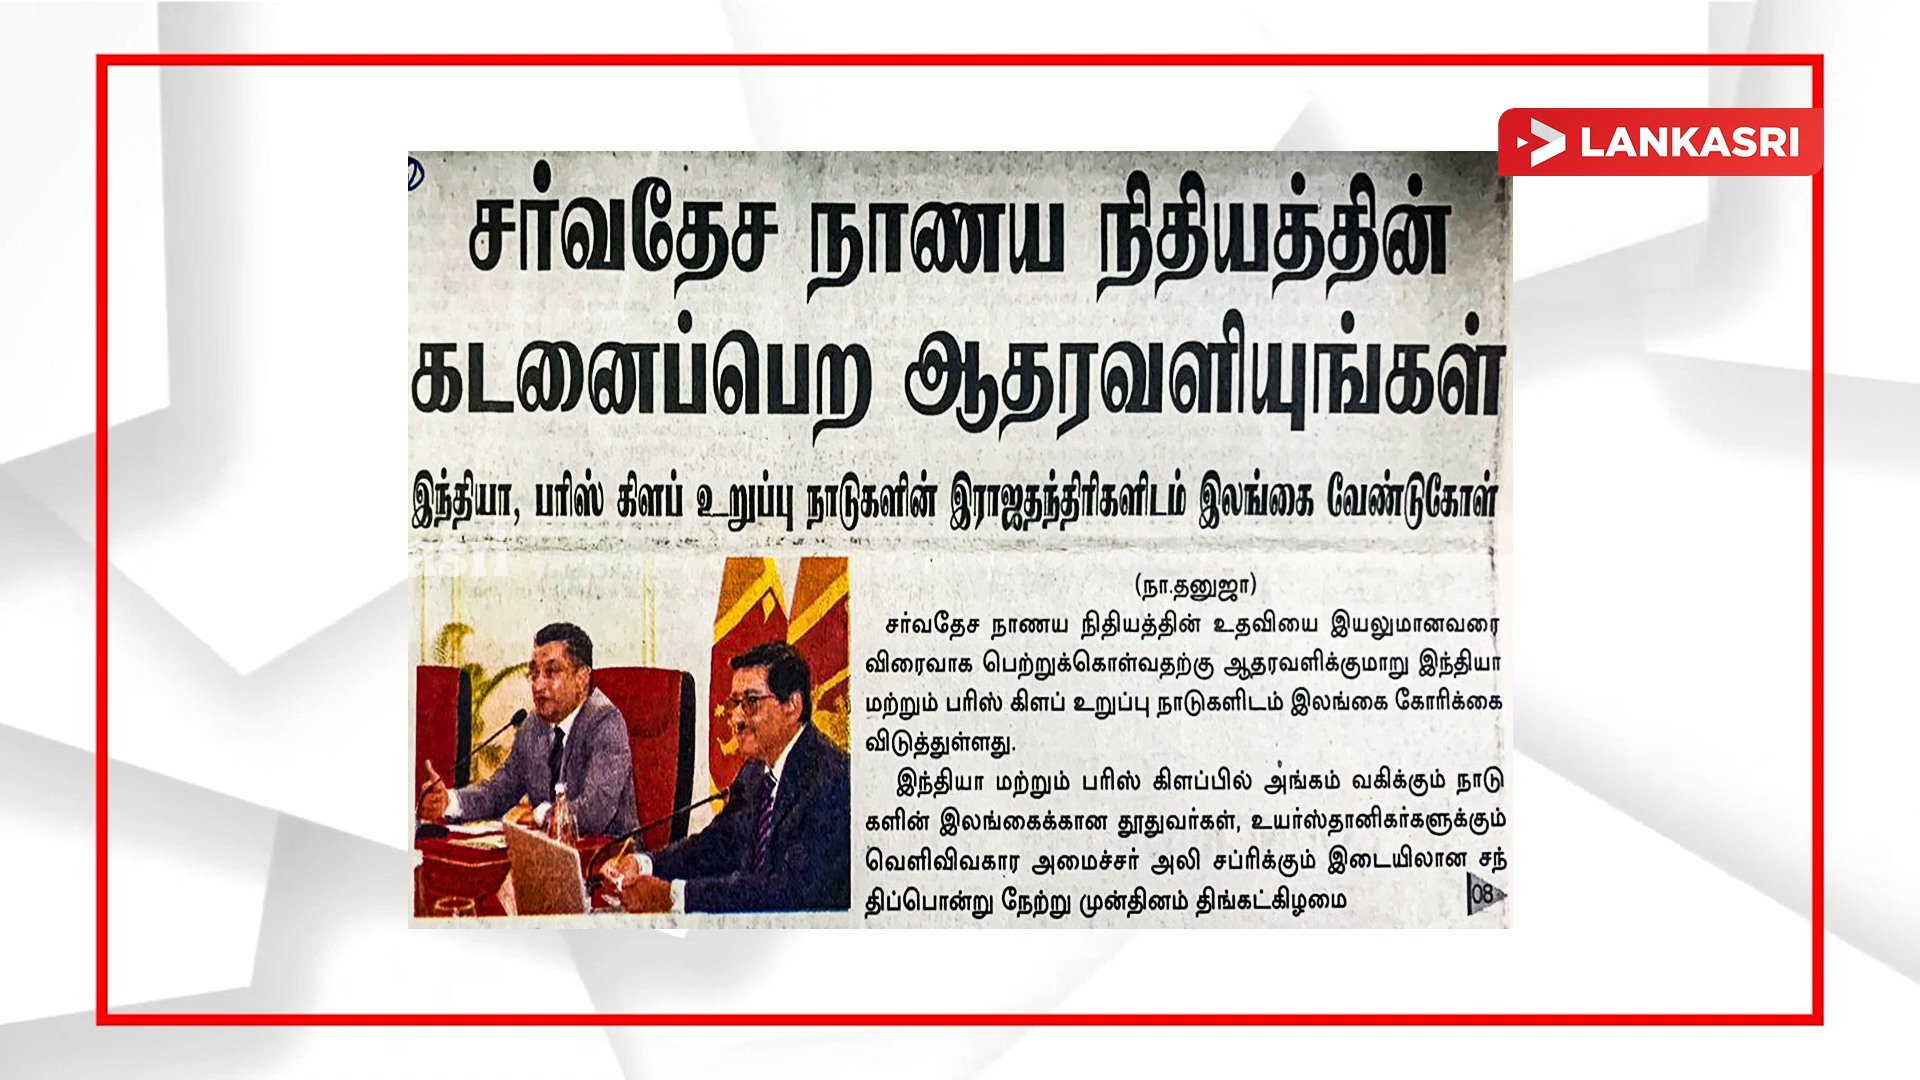 LANKASRI
சர்வதேச நாணய நிதியத்தின்
கடனைப்பெற ஆதரவளியுங்கள்
இந்தியா, பரிஸ் கிளப் உறுப்பு நாடுகளின் இராஜதந்திரிகளிடம் இலங்கை வேண்டுகோள்
(நா.தனுஜா)
சர்வதேச நாணய நிதியத்தின் உதவியை இயலுமானவரை
விரைவாக பெற்றுக்கொள்வதற்கு ஆதரவளிக்குமாறு இந்தியா
மற்றும் பரிஸ் கிளப் உறுப்பு நாடுகளிடம் இலங்கை கோரிக்கை
விடுத்துள்ளது.
இந்தியா மற்றும் பரிஸ் கிளப்பில் அங்கம் வகிக்கும் நாடு
களின் இலங்கைக்கான தூதுவர்கள், உயர்ஸ்தானிகர்களுக்கும்
வெளிவிவகார அமைச்சர் அலி சப்ரிக்கும் இடையிலான சந்
திப்பொன்று நேற்று முன்தினம் திங்கட்கிழமை
08